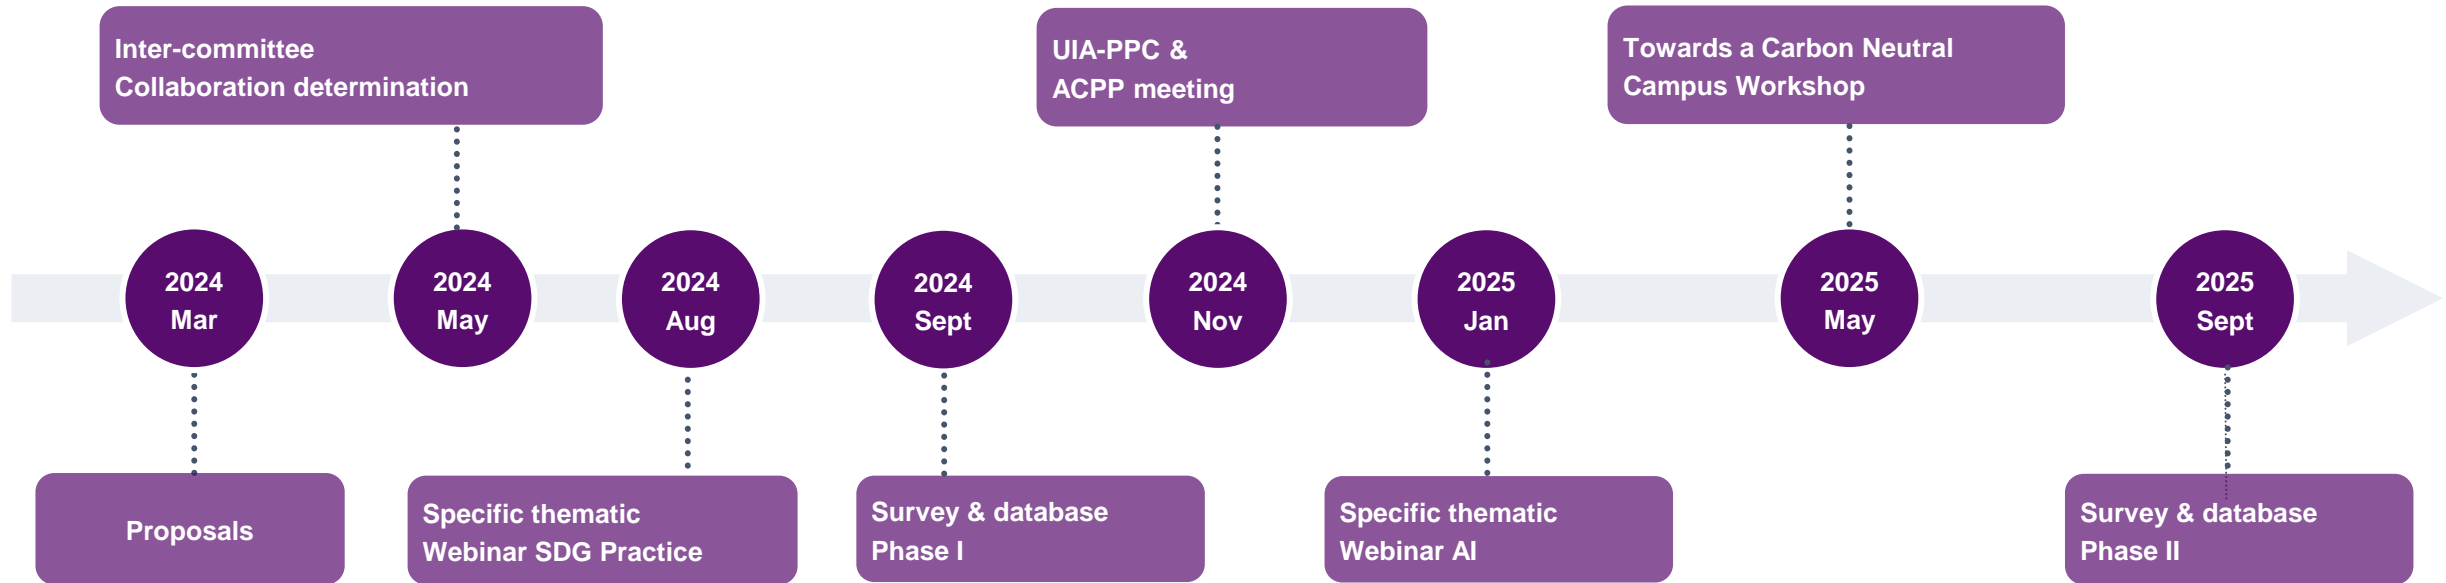 Inter-committee
Collaboration determination
UIA-PPC &
ACPP meeting
Towards a Carbon Neutral
Campus Workshop
2024
Mar
2024
May
2024
Aug
2024
Sept
2024
Nov
2025
Jan
2025
May
2025
Sept
Proposals
Specific thematic
Webinar SDG Practice
Survey & database
Phase I
Specific thematic
Webinar AI
Survey & database
Phase II